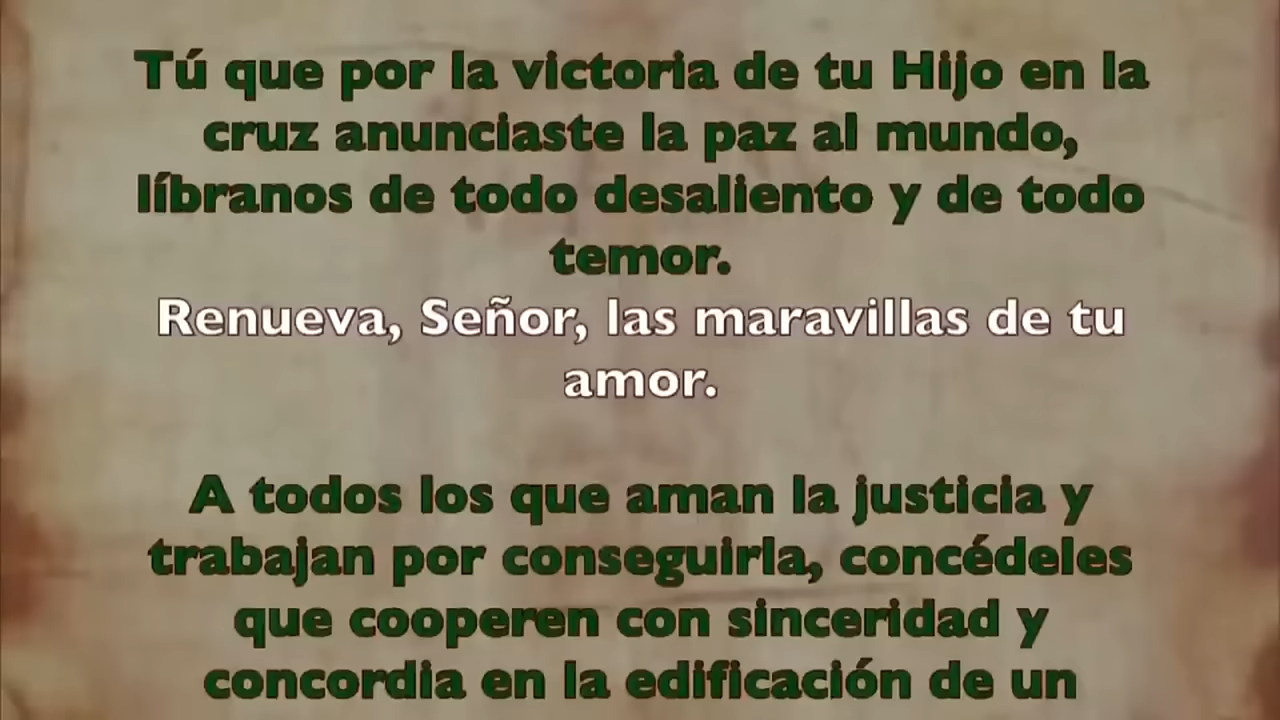 Tú que por la victoria de tu Hijo en la
cruz anunciaste la paz al mundo,
líbranos de todo desaliento y de todo
temor.
Renueva, Señor, las maravillas de tu
amor.
A todos los que aman la justicia y
trabajan por conseguirla, concédeles
que cooperen con sinceridad y
concordia en la edificación de un